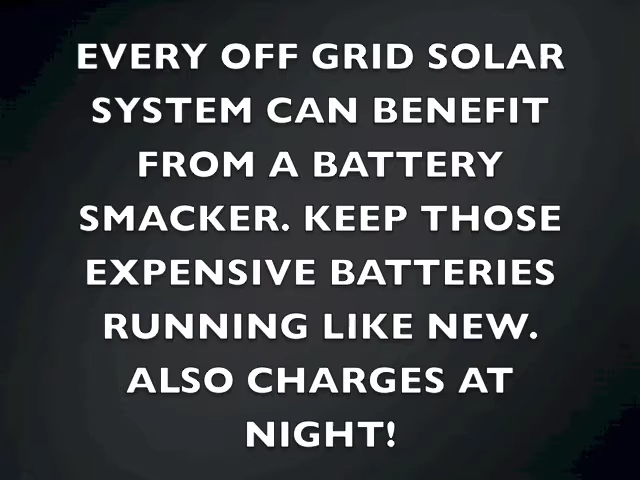 EVERY OFF GRID SOLAR
SYSTEM CAN BENEFIT
FROM A BATTERY
SMACKER. KEEP THOSE
EXPENSIVE BATTERIES
RUNNING LIKE NEW.
ALSO CHARGES AT
NIGHT!